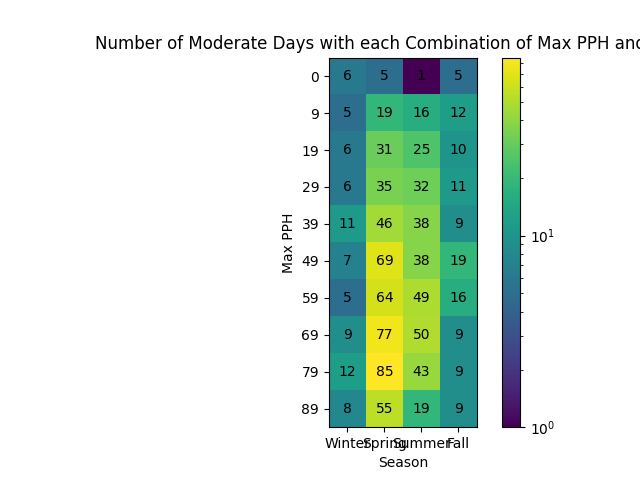 Number of Moderate Days with each Combination of Max PPH and
0 6 5 1 5
9 5 19 16 12
19 6 31 25 10
29 6 35 32 11
39 11 46 38 9
49 7 69 38 19
59 5 64 49 16
69 9 77 50 9
79 12 85 43 9
89 8 55 19 9
Max PPH
Winter Spring Summer Fall
Season
10¹
10⁰